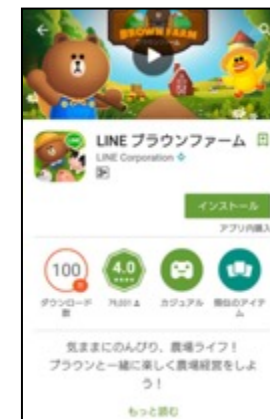 BROWN FARM
LINE ブラウンファーム
LINE Corporation
3+
インストール
アプリ内購入
100
万
4.0
ダウンロード
数
カジュアル
類似のアイテ
ム
気ままにのんびり、農場ライフ！
ブラウンと一緒に楽しく農場経営をしよ
う！
もっと読む